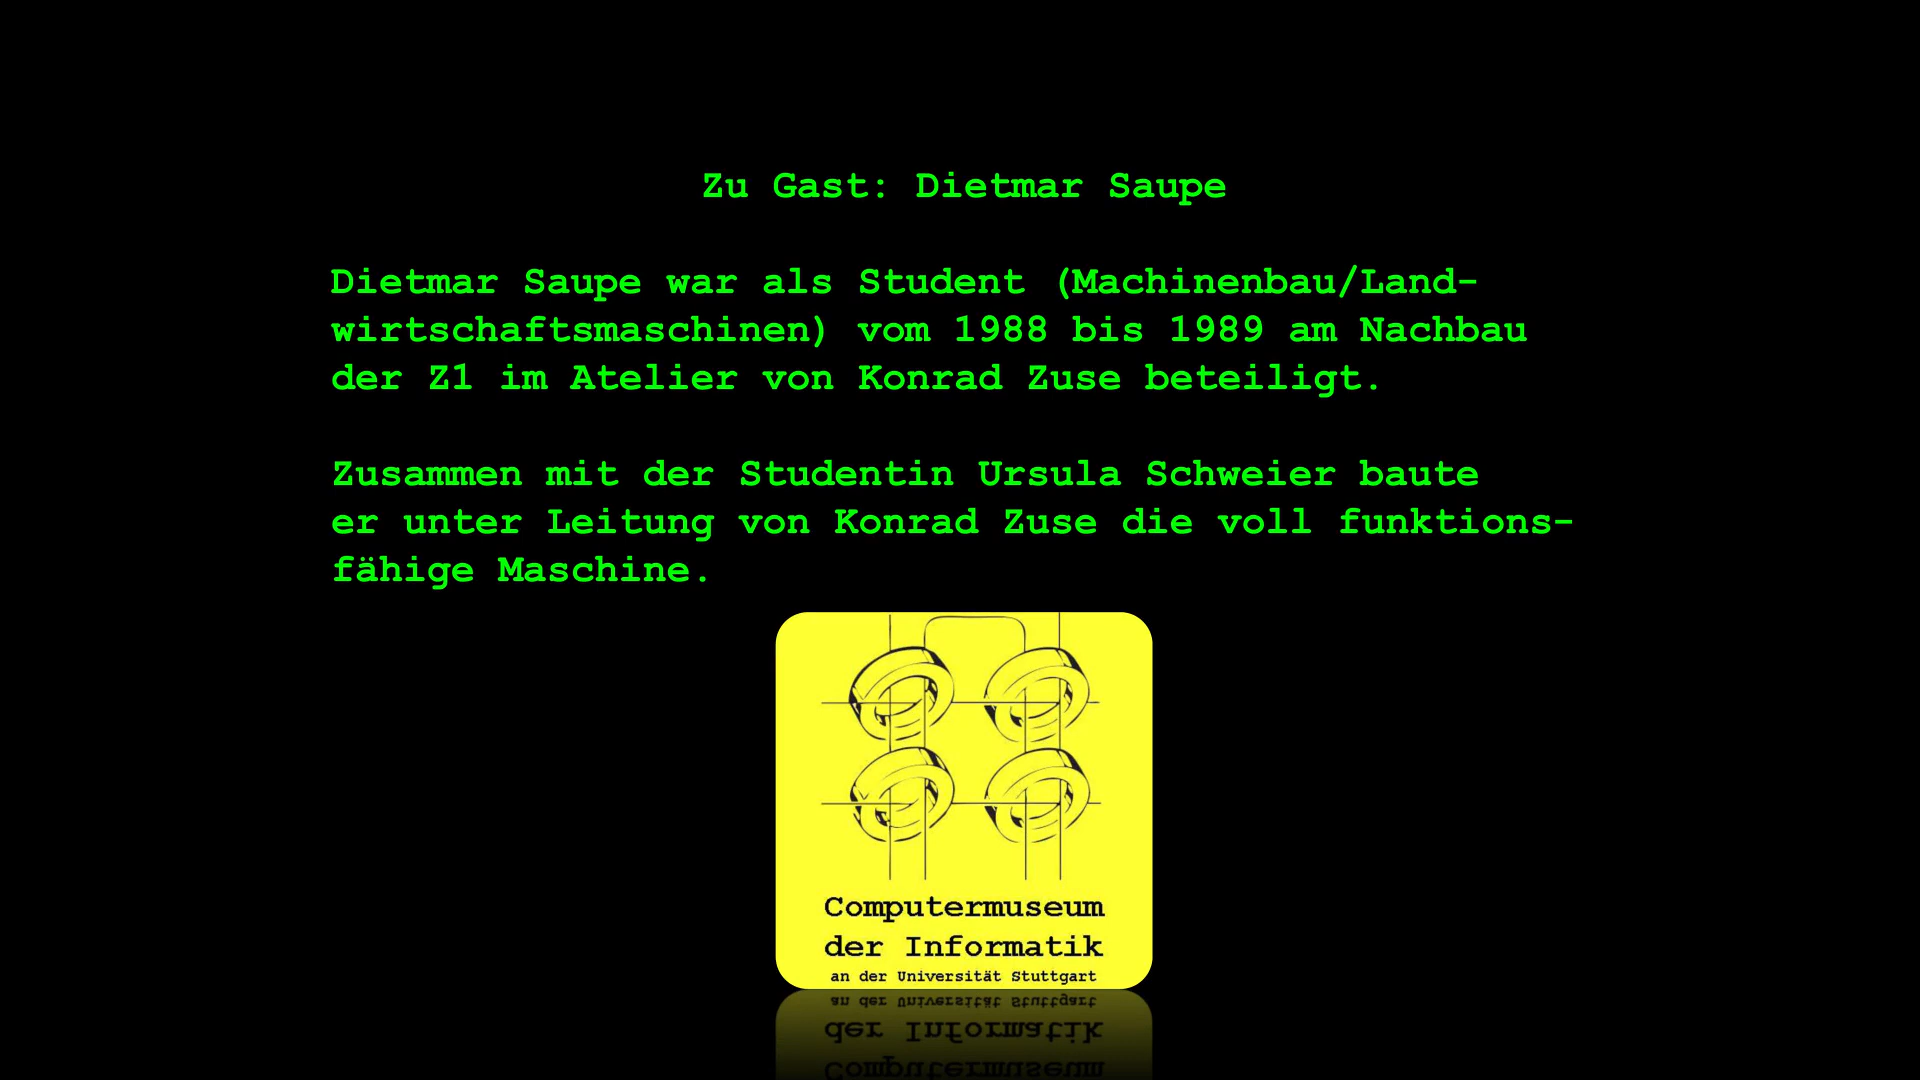 Zu Gast: Dietmar Saupe
Dietmar Saupe war als Student (Machinenbau/Land-
wirtschaftsmaschinen) vom 1988 bis 1989 am Nachbau
der Z1 im Atelier von Konrad Zuse beteiligt.
Zusammen mit der Studentin Ursula Schweier baute
er unter Leitung von Konrad Zuse die voll funktions-
fähige Maschine.
Computermuseum
der Informatik
an der Universität Stuttgart